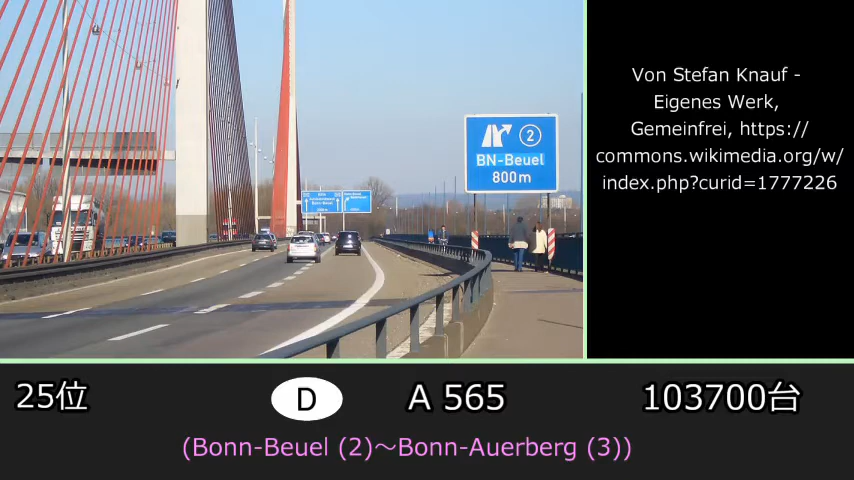 2
BN-Beuel
800m
Von Stefan Knauf -
Eigenes Werk,
Gemeinfrei, https://
commons.wikimedia.org/w/
index.php?curid=1777226
25位 D A 565 103700台
(Bonn-Beuel (2)～Bonn-Auerberg (3))